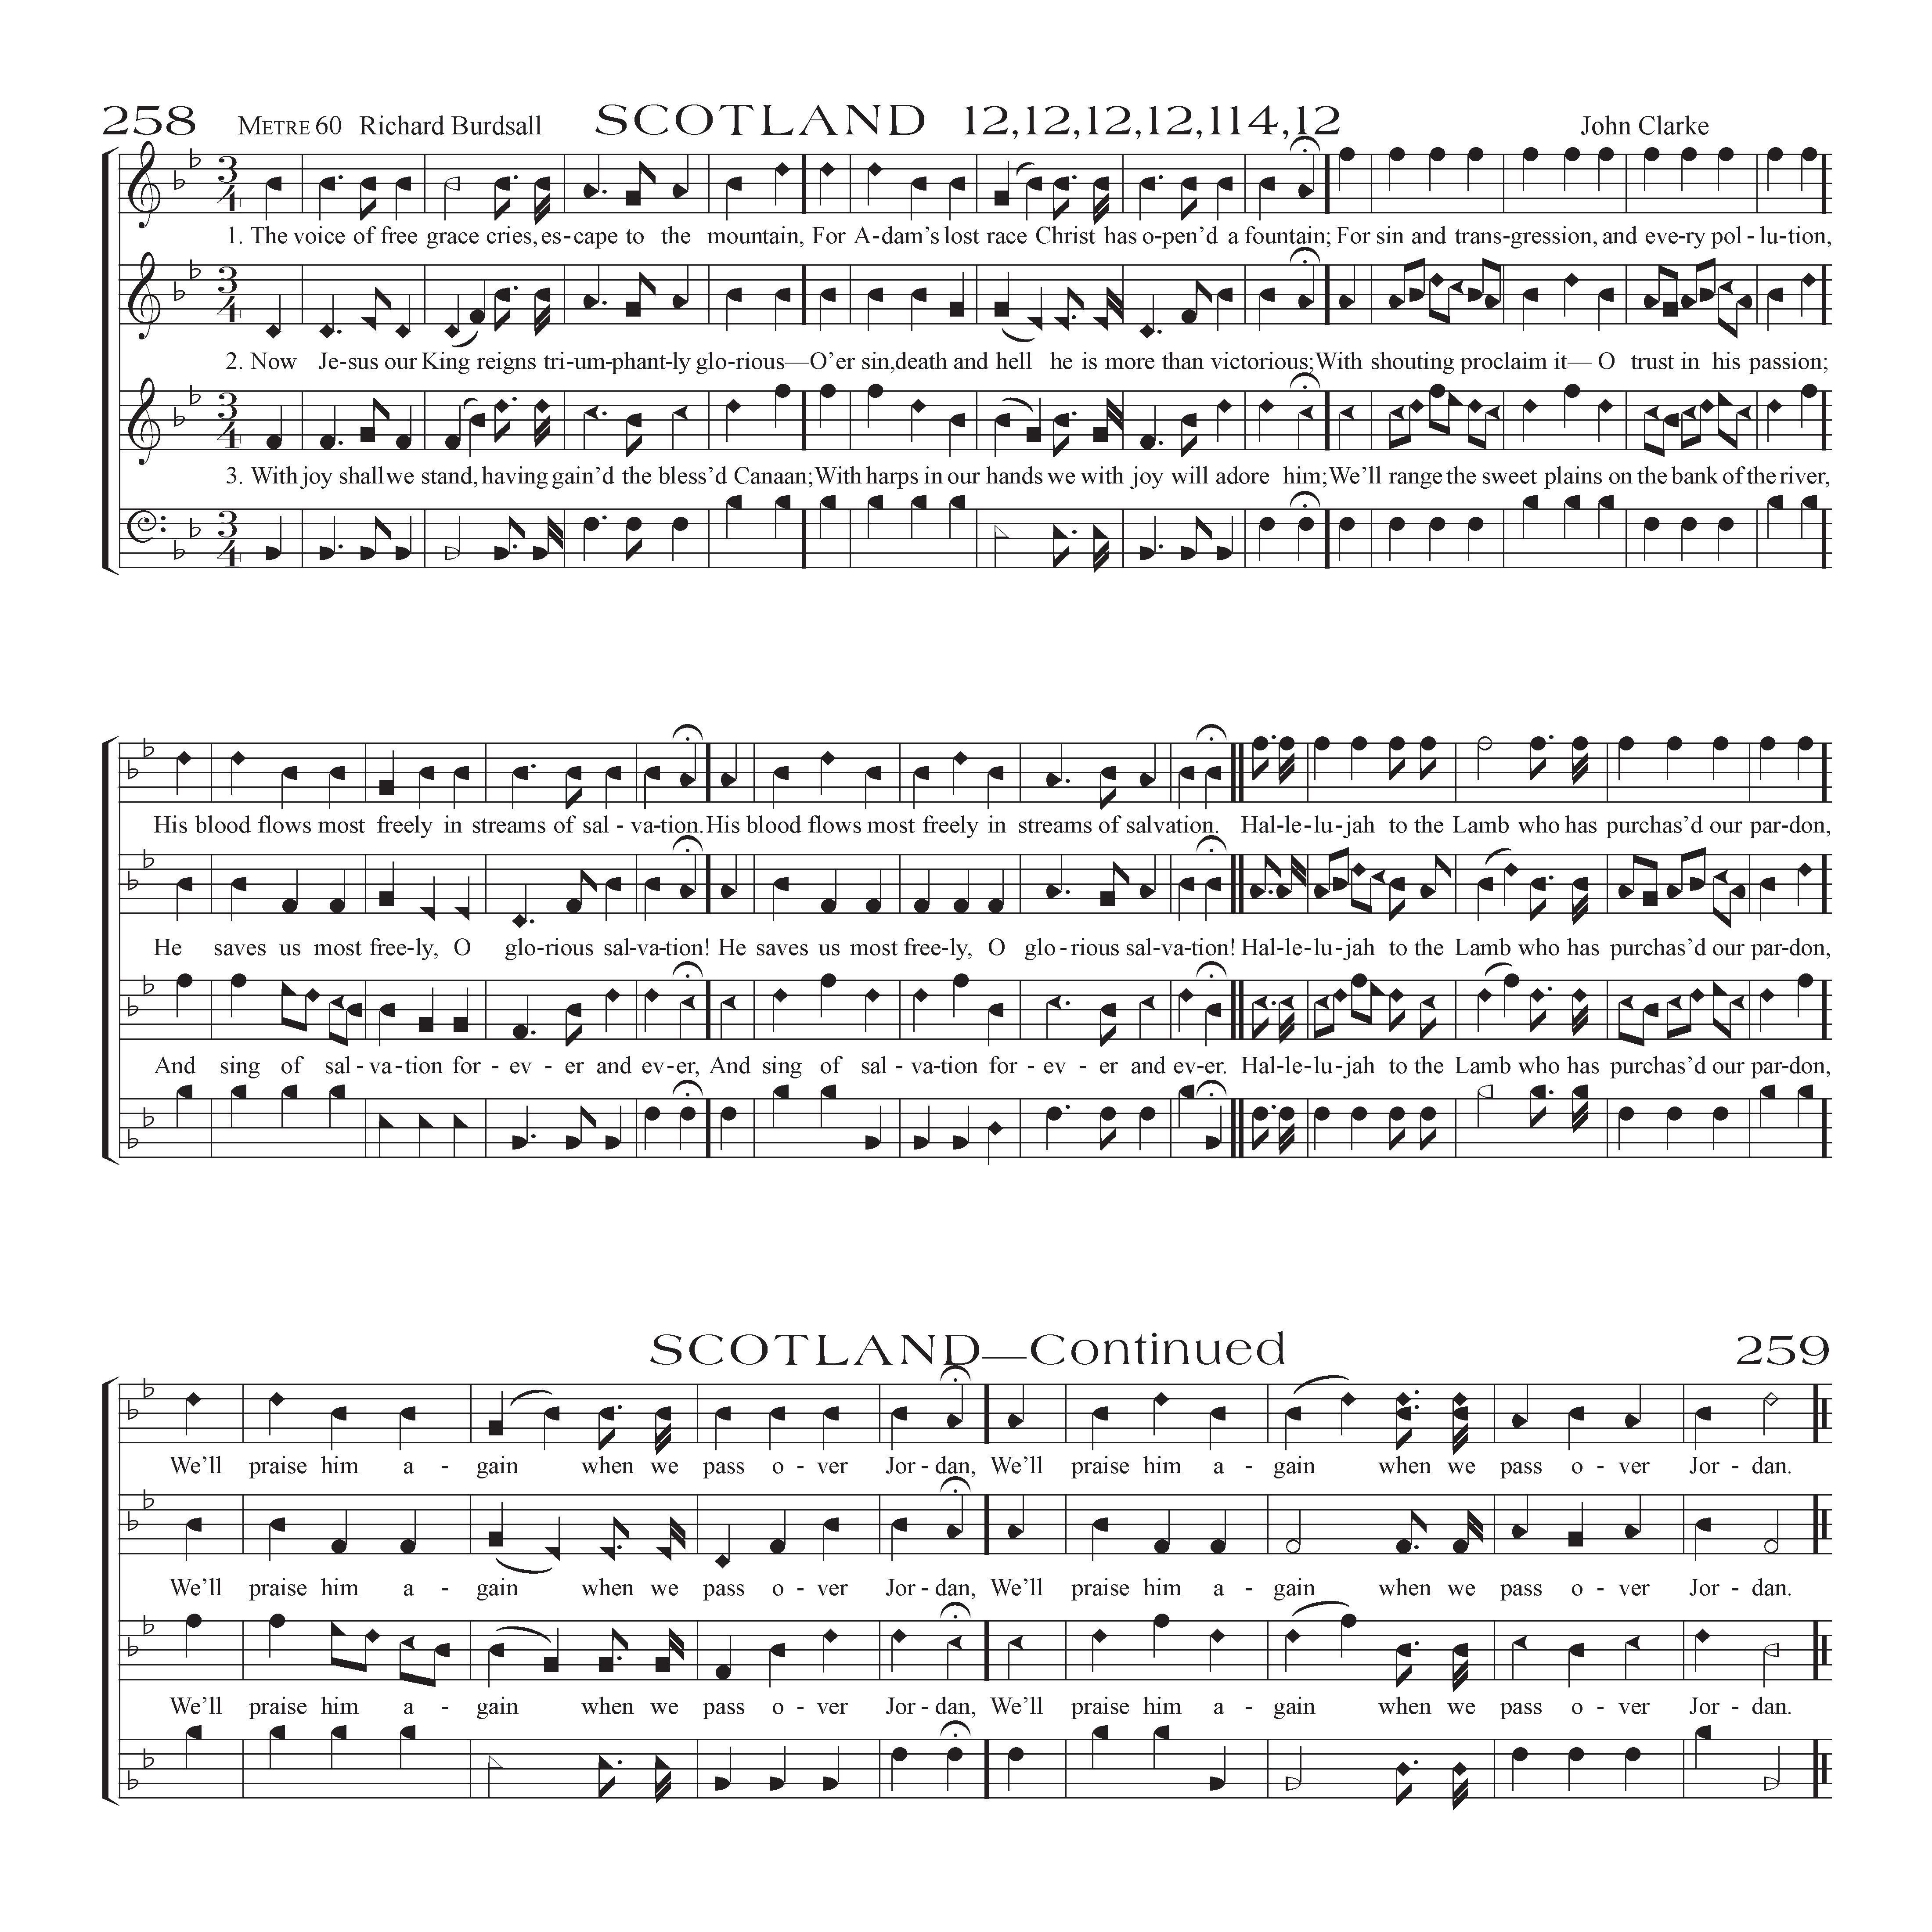 258 METRE 60 Richard Burdsall SCOTLAND 12,12,12,12,114,12 John Clarke
1. The voice of free grace cries, es-cape to the mountain, For A-dam's lost race Christ has o-pen'd a fountain; For sin and trans-gression, and eve-ry pol-lu-tion,
2. Now Je-sus our King reigns tri-um-phant-ly glo-rious—O'er sin, death and hell he is more than victorious; With shouting proclaim it— O trust in his passion;
3. With joy shall we stand, having gain'd the bless'd Canaan; With harps in our hands we with joy will adore him; We'll range the sweet plains on the bank of the river,
His blood flows most freely in streams of sal-va-tion. His blood flows most freely in streams of salvation. Hal-le-lu-jah to the Lamb who has purchas'd our par-don,
He saves us most free-ly, O glo-rious sal-va-tion! He saves us most free-ly, O glo-rious sal-va-tion! Hal-le-lu-jah to the Lamb who has purchas'd our par-don,
And sing of sal-va-tion for-ev-er and ev-er, And sing of sal-va-tion for-ev-er and ev-er. Hal-le-lu-jah to the Lamb who has purchas'd our par-don,
SCOTLAND—Continued 259
We'll praise him a-gain when we pass o-ver Jor-dan, We'll praise him a-gain when we pass o-ver Jor-dan.
We'll praise him a-gain when we pass o-ver Jor-dan, We'll praise him a-gain when we pass o-ver Jor-dan.
We'll praise him a-gain when we pass o-ver Jor-dan, We'll praise him a-gain when we pass o-ver Jor-dan.